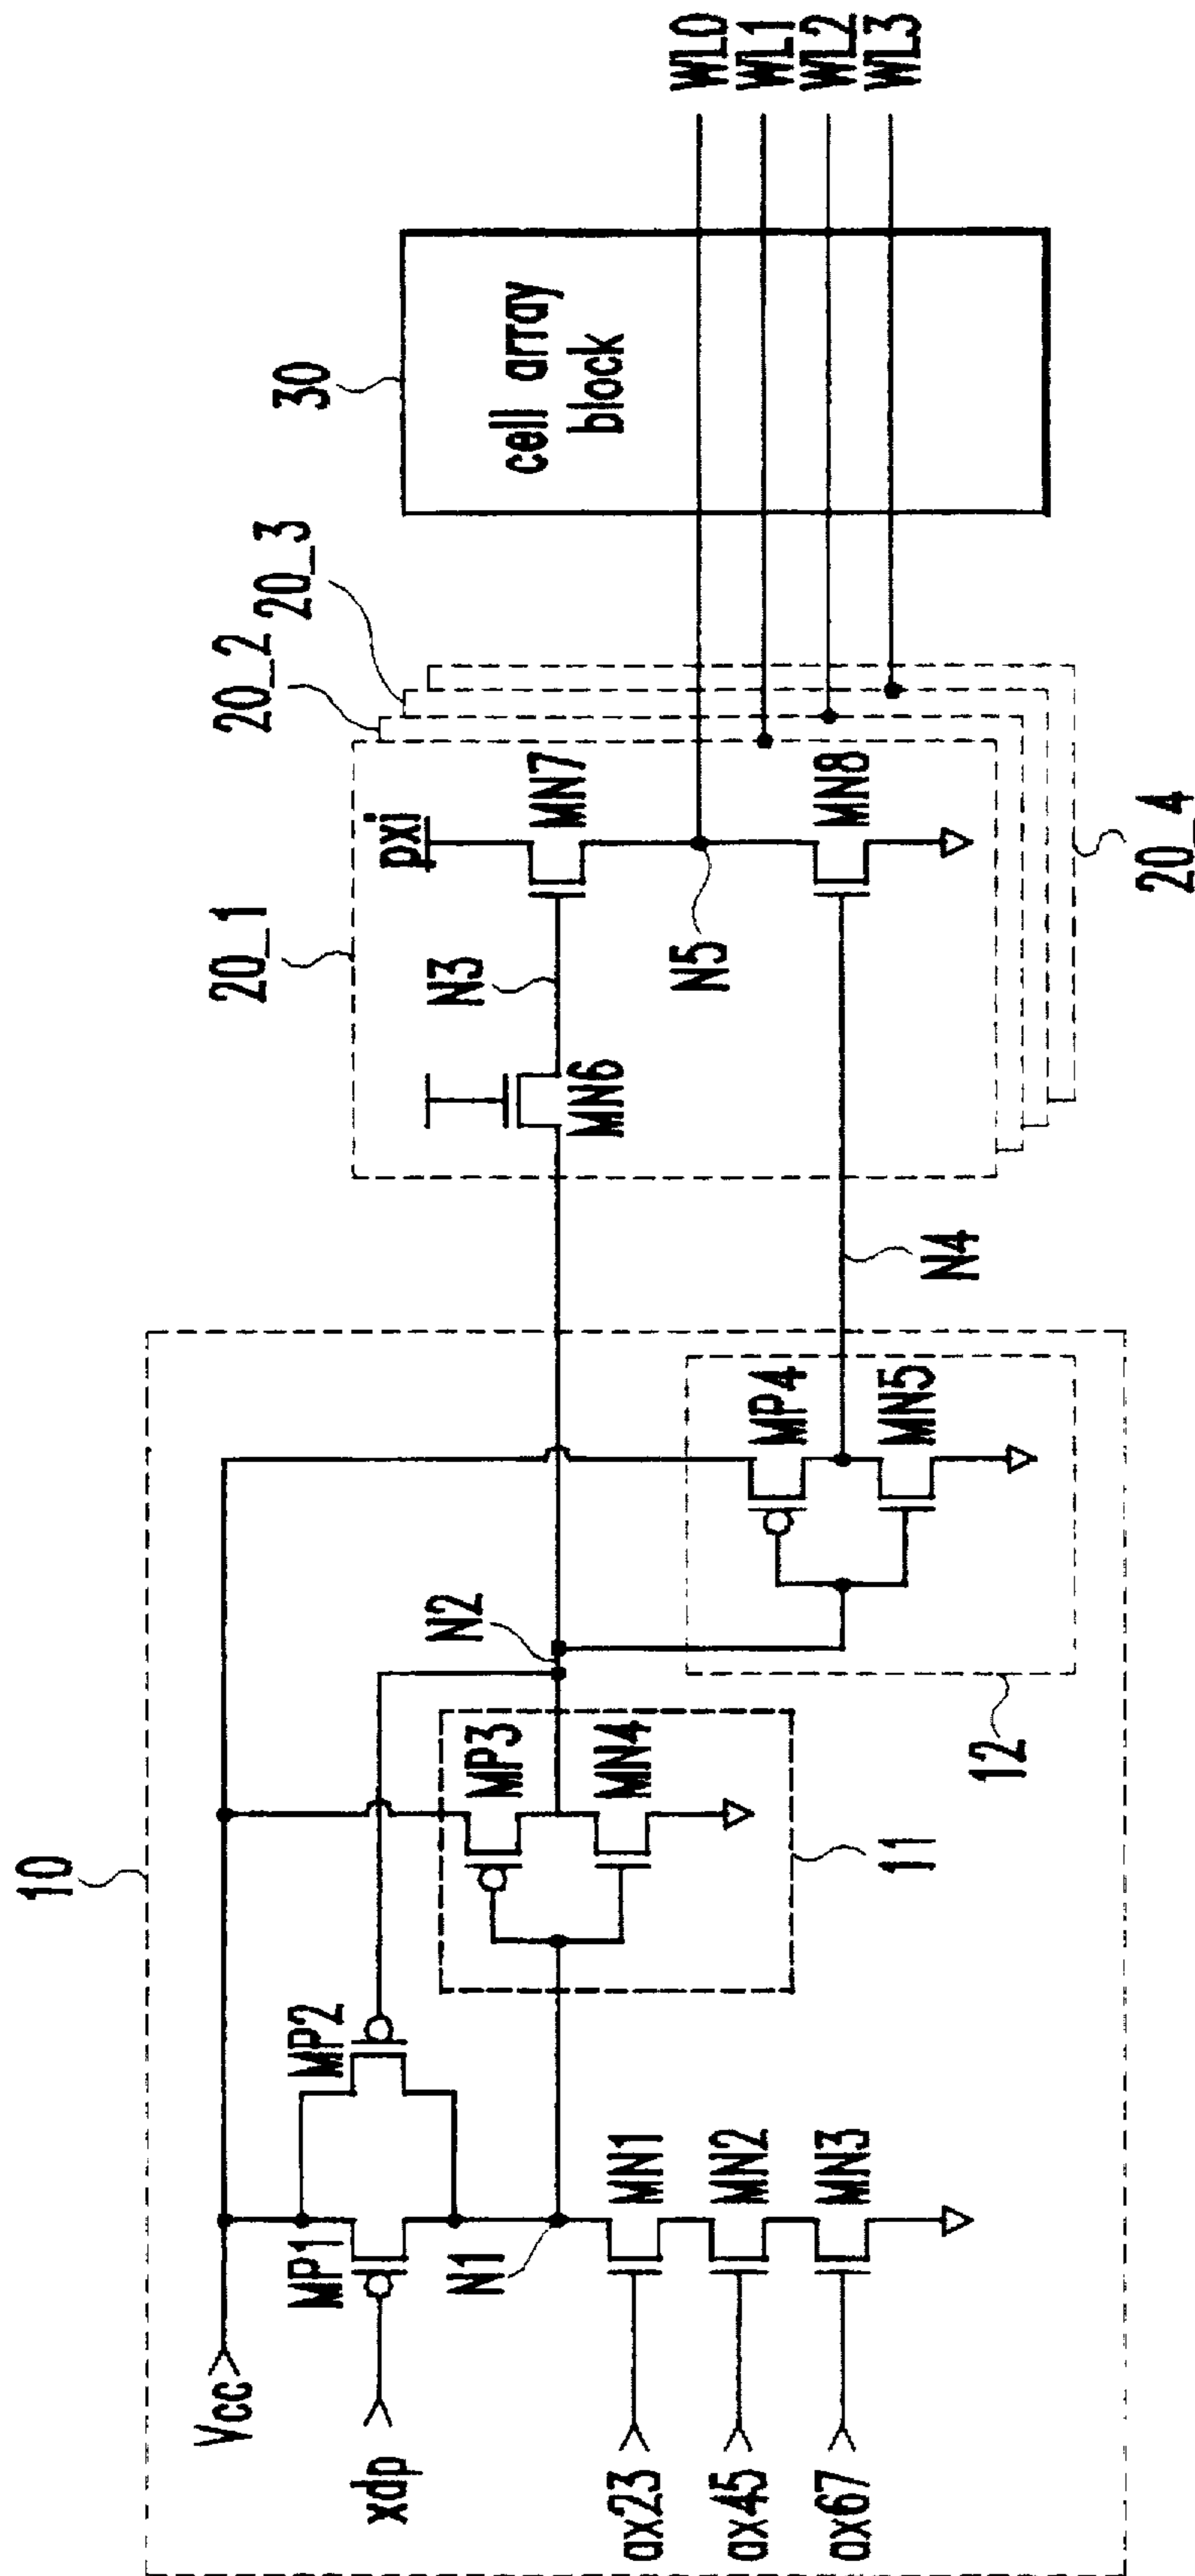 10
Vcc
xdp
MP1
MP2
N1
ax23
MN1
ax45
MN2
ax67
MN3
MP3
MN4
11
N2
MP4
MN5
12
N4
20_1
20_2
20_3
20_4
pxi
N3
MN6
MN7
N5
MN8
30
cell array
block
WL0
WL1
WL2
WL3